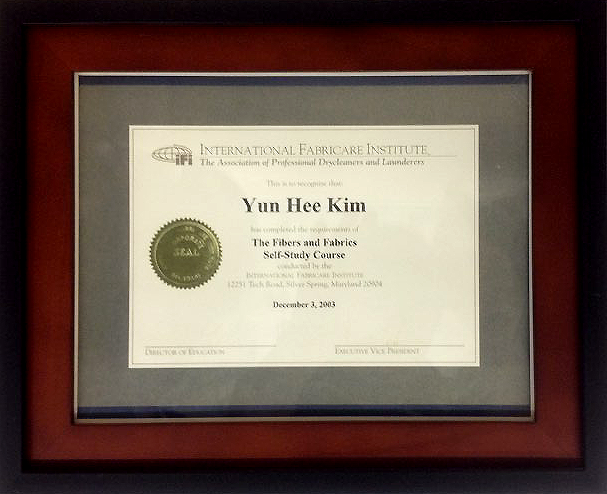 IFI
INTERNATIONAL FABRICARE INSTITUTE
The Association of Professional Drycleaners and Launderers
This is to recognize that
Yun Hee Kim
has completed the requirements of
The Fibers and Fabrics
Self-Study Course
conducted by the
INTERNATIONAL FABRICARE INSTITUTE
12251 Tech Road, Silver Spring, Maryland 20904
December 3, 2003
SEAL
DIRECTOR OF EDUCATION
EXECUTIVE VICE PRESIDENT